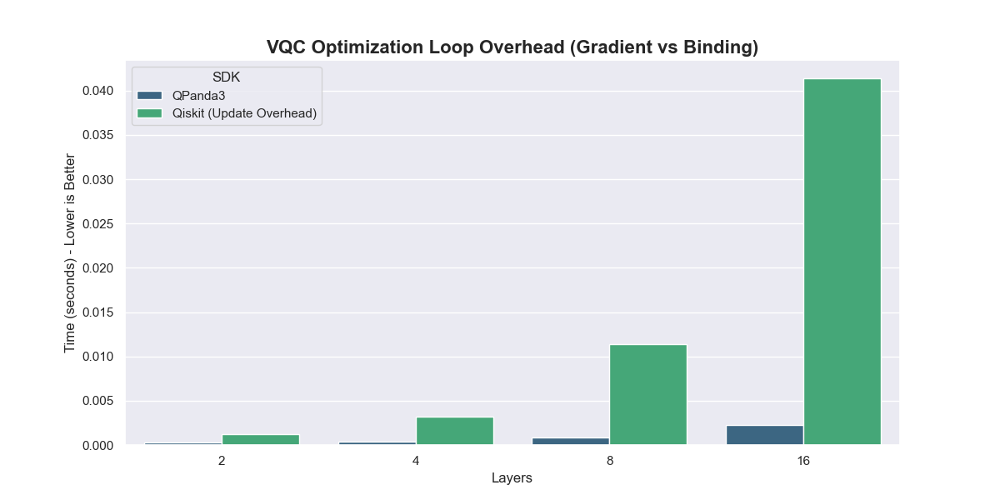 VQC Optimization Loop Overhead (Gradient vs Binding)
SDK
QPanda3
Qiskit (Update Overhead)
Time (seconds) - Lower is Better
0.040
0.035
0.030
0.025
0.020
0.015
0.010
0.005
0.000
2
4
8
16
Layers